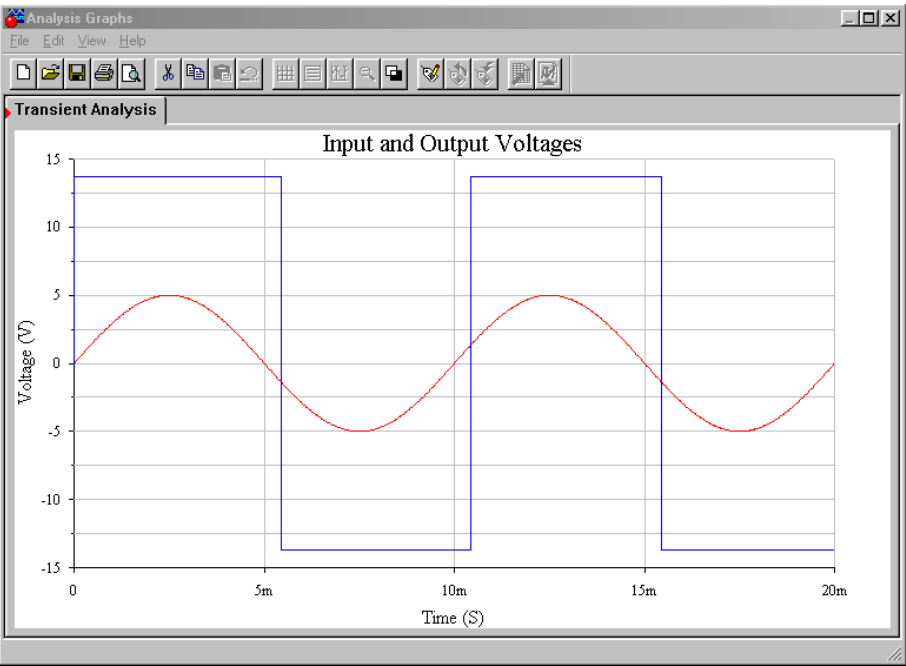 Analysis Graphs
File Edit View Help
Transient Analysis
Input and Output Voltages
15
10
5
0
-5
-10
-15
Voltage (V)
0 5m 10m 15m 20m
Time (S)